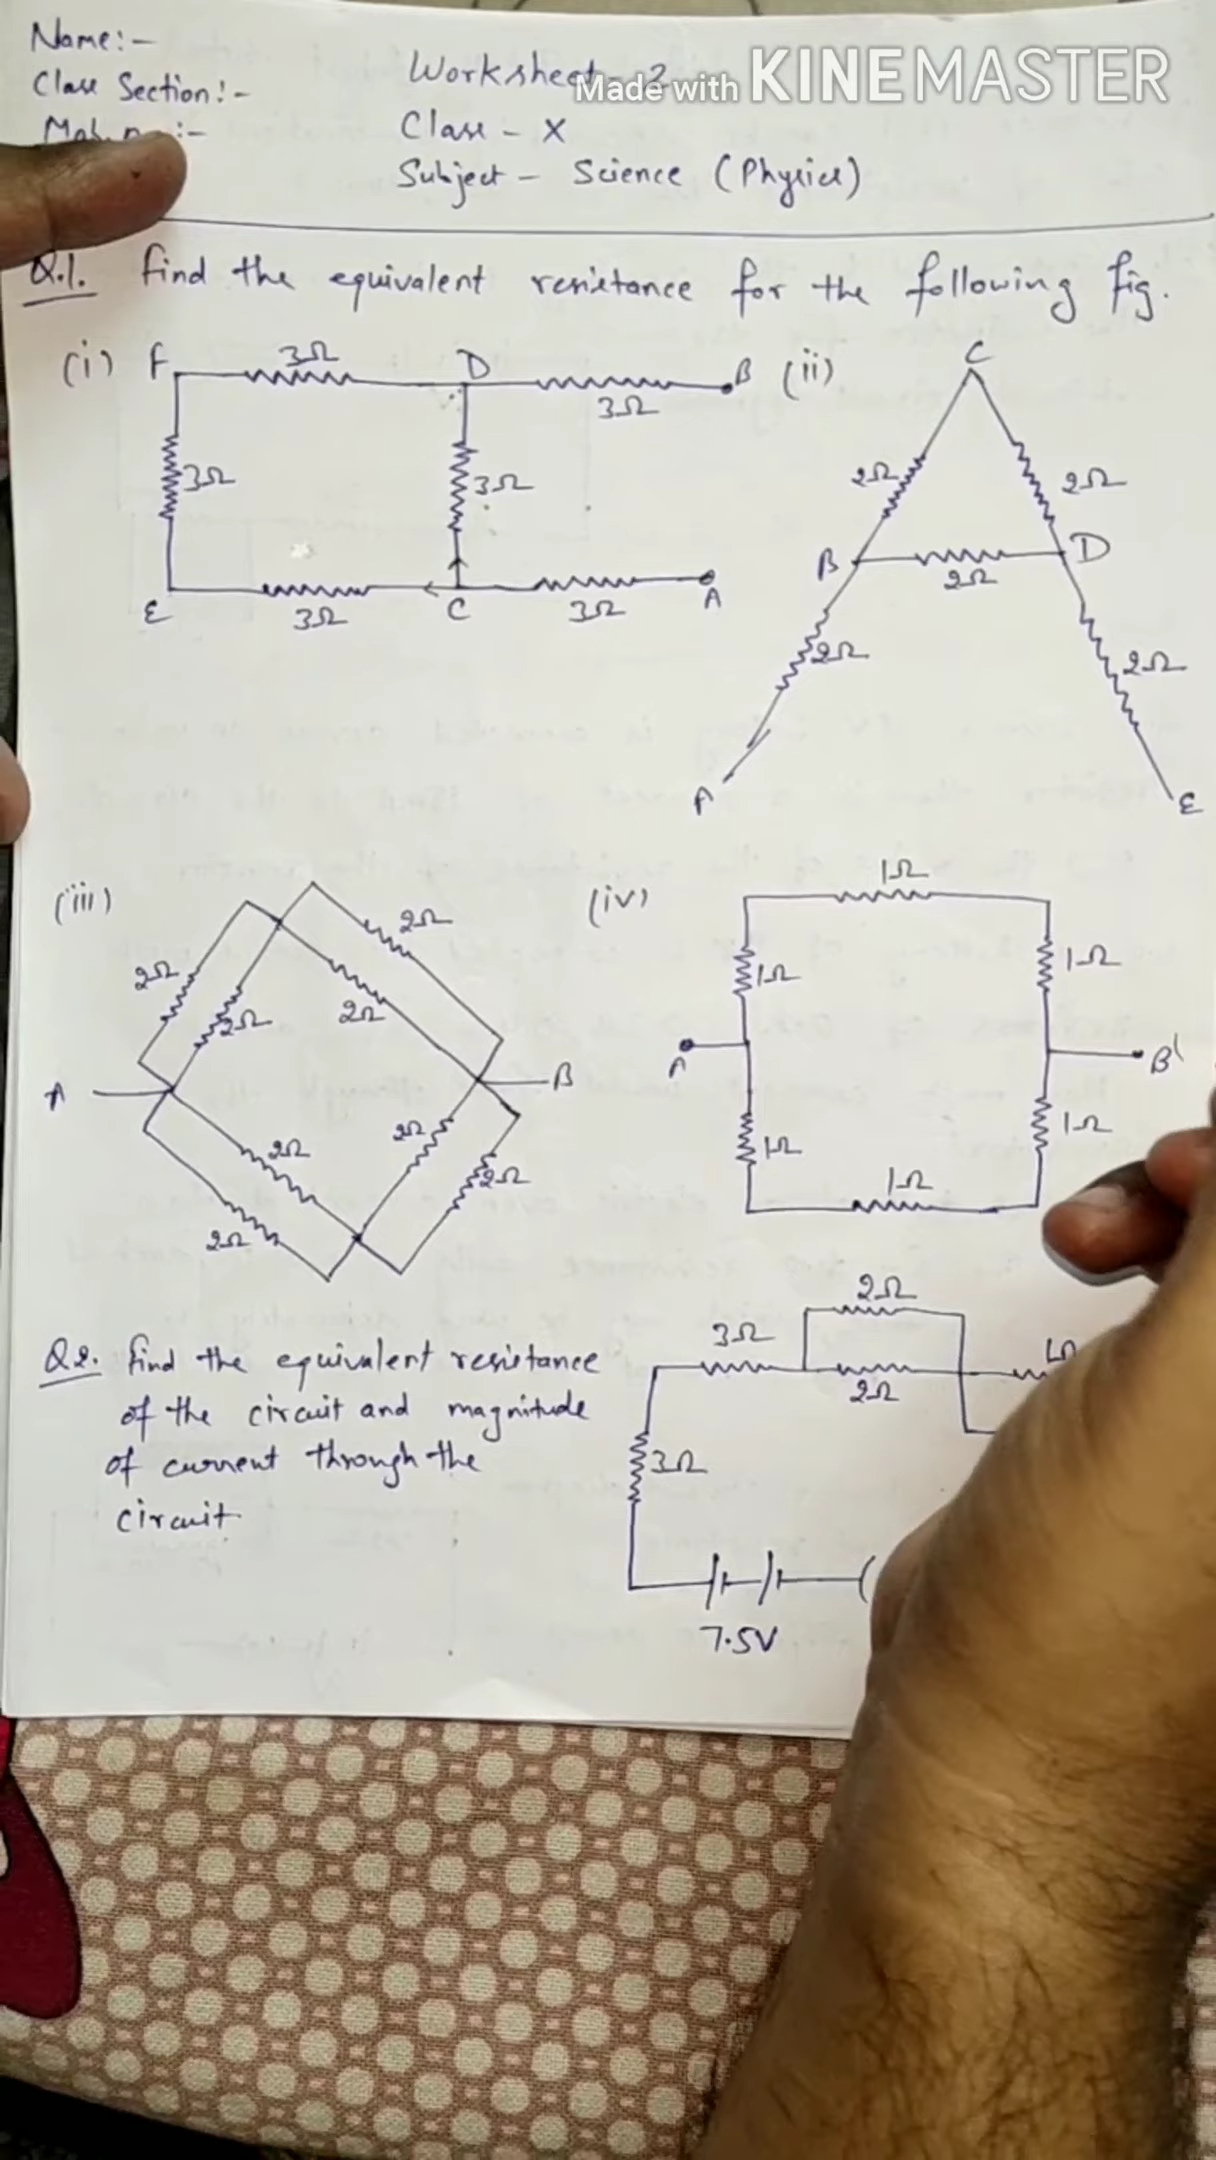 Name:-
Class Section:-
Worksheet - 2
Made with KINEMASTER
Class - X
Subject - Science (Physics)
Q.1. find the equivalent resistance for the following fig.
(i) F 3Ω D B
3Ω
3Ω 3Ω
E 3Ω C 3Ω A
(ii) C
2Ω 2Ω
B 2Ω D
2Ω 2Ω
A E
(iii) 2Ω
2Ω 2Ω 2Ω
A B
2Ω 2Ω
2Ω 2Ω
(iv) 1Ω
1Ω 1Ω
A B
1Ω 1Ω
1Ω
Q2. find the equivalent resistance
of the circuit and magnitude
of current through the
circuit
2Ω
3Ω
2Ω
3Ω
7.5V